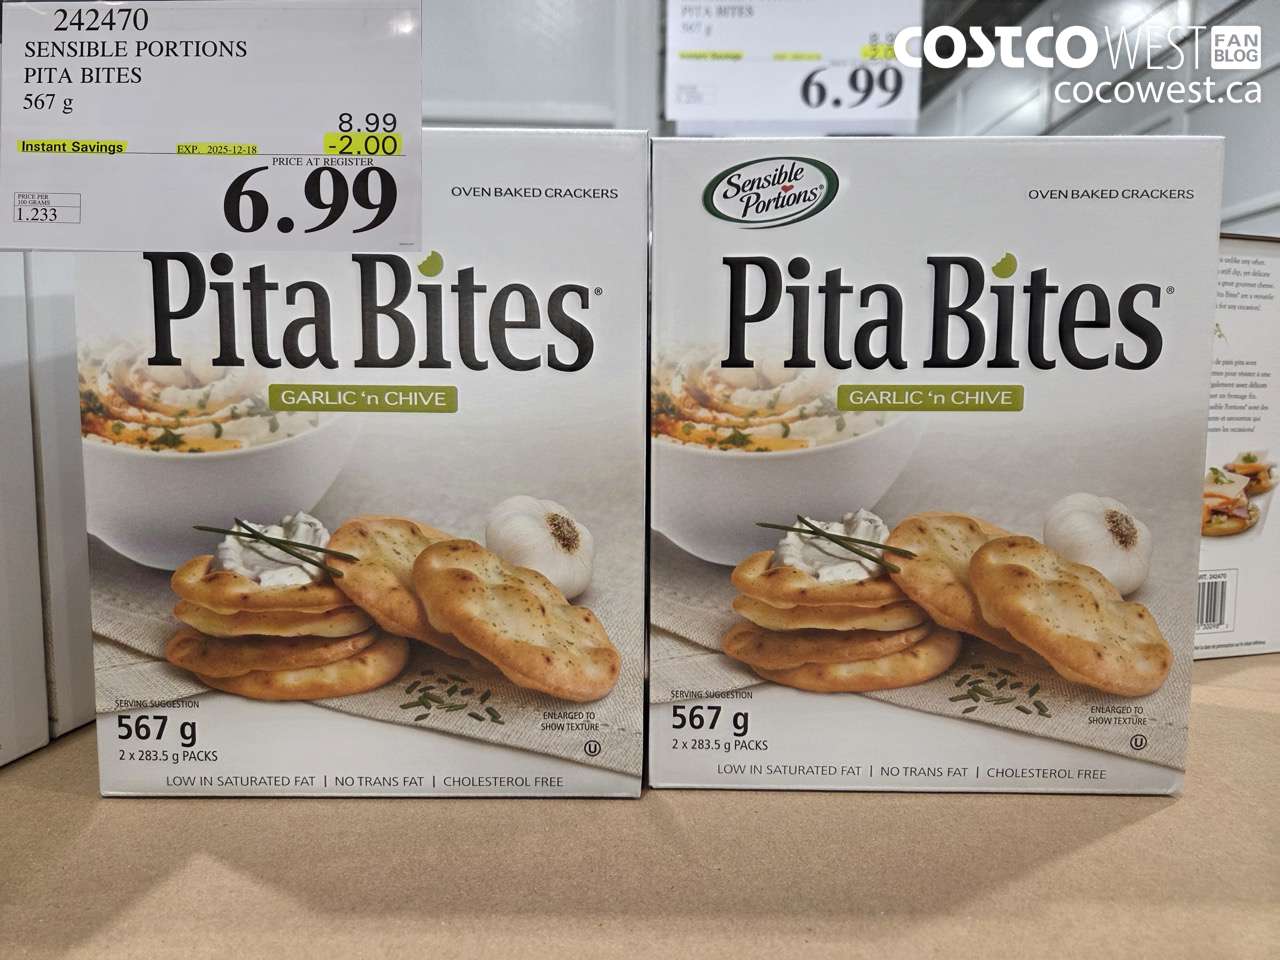 242470
SENSIBLE PORTIONS
PITA BITES
567 g
8.99
Instant Savings EXP. 2025-12-18 -2.00
PRICE AT REGISTER
6.99
PRICE PER
100 GRAMS
1.233
PITA BITES
567 g
6.99
COSTCO WEST FAN BLOG
cocowest.ca
OVEN BAKED CRACKERS
Pita Bites®
GARLIC 'n CHIVE
SERVING SUGGESTION
567 g
2 x 283.5 g PACKS
ENLARGED TO
SHOW TEXTURE
U
LOW IN SATURATED FAT | NO TRANS FAT | CHOLESTEROL FREE
Sensible
Portions®
OVEN BAKED CRACKERS
Pita Bites®
GARLIC 'n CHIVE
SERVING SUGGESTION
567 g
2 x 283.5 g PACKS
ENLARGED TO
SHOW TEXTURE
U
LOW IN SATURATED FAT | NO TRANS FAT | CHOLESTEROL FREE
242470